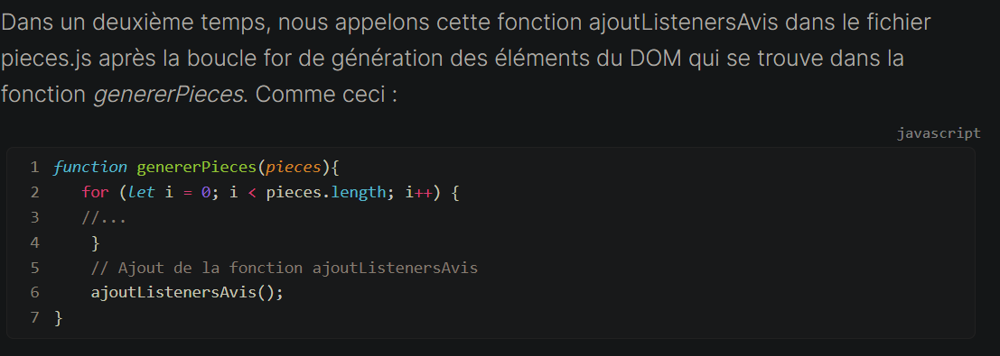 Dans un deuxième temps, nous appelons cette fonction ajoutListenersAvis dans le fichier
pieces.js après la boucle for de génération des éléments du DOM qui se trouve dans la
fonction genererPieces. Comme ceci :
javascript
1 function genererPieces(pieces){
2    for (let i = 0; i < pieces.length; i++) {
3    //...
4     }
5     // Ajout de la fonction ajoutListenersAvis
6     ajoutListenersAvis();
7 }